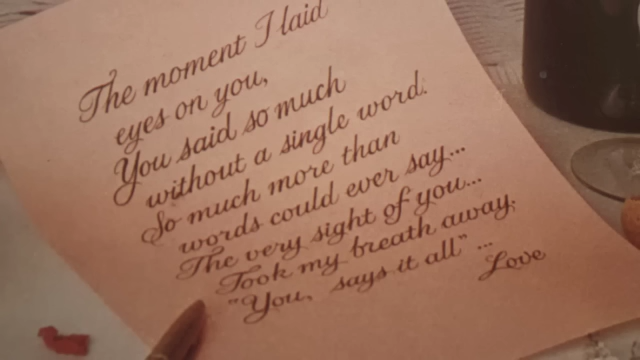 The moment I laid
eyes on you,
You said so much
without a single word.
So much more than
words could ever say...
The very sight of you...
Took my breath away;
"You, says it all" ...
Love